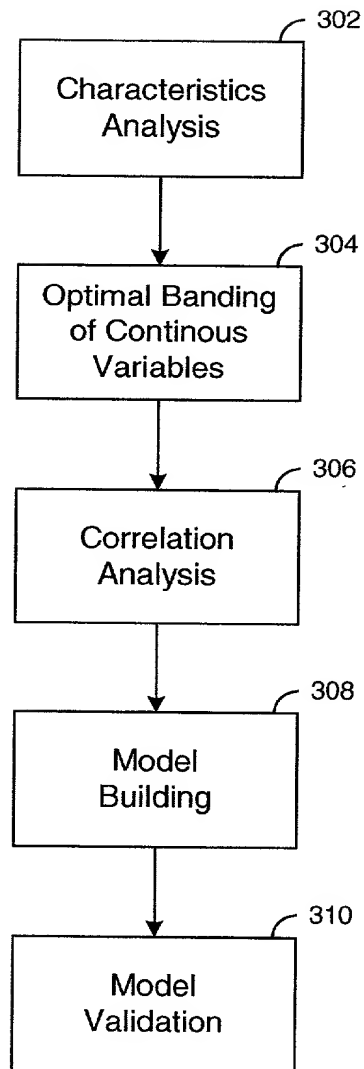 302
Characteristics
Analysis
304
Optimal Banding
of Continous
Variables
306
Correlation
Analysis
308
Model
Building
310
Model
Validation